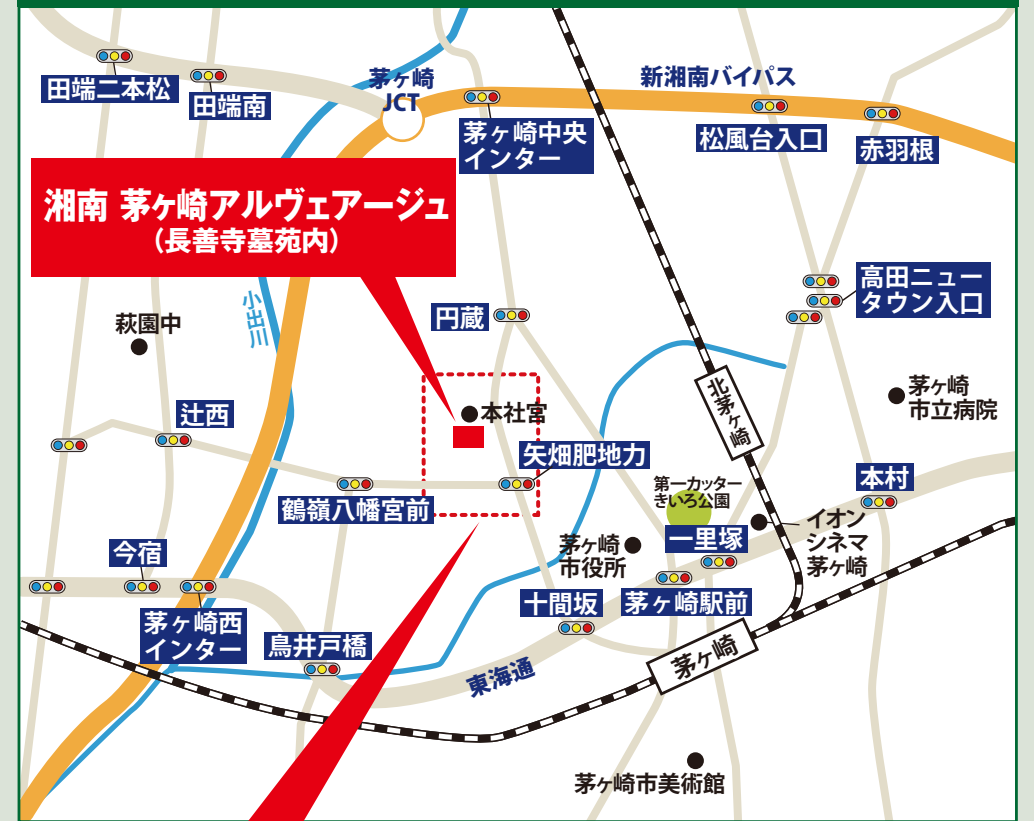 茅ヶ崎
JCT
新湘南バイパス
田端二本松
田端南
茅ヶ崎中央
インター
松風台入口
赤羽根
湘南 茅ヶ崎アルヴェアージュ
(長善寺墓苑内)
高田ニュー
タウン入口
小出川
萩園中
円蔵
北茅ヶ崎
茅ヶ崎
市立病院
辻西
本社宮
矢畑肥地力
本村
第一カッター
きいろ公園
鶴嶺八幡宮前
イオン
シネマ
茅ヶ崎
一里塚
茅ヶ崎
市役所
今宿
十間坂
茅ヶ崎駅前
茅ヶ崎西
インター
鳥井戸橋
茅ヶ崎
東海通
茅ヶ崎市美術館